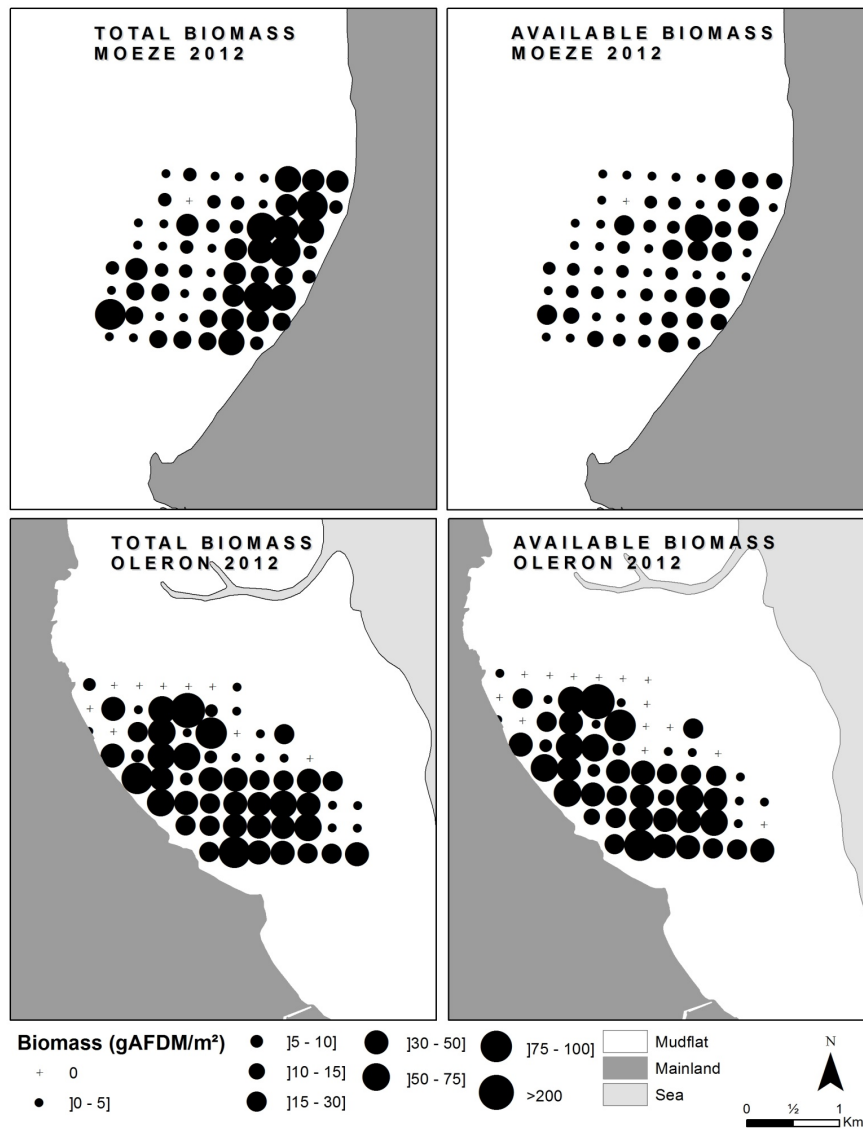 TOTAL BIOMASS
MOEZE 2012
AVAILABLE BIOMASS
MOEZE 2012
TOTAL BIOMASS
OLERON 2012
AVAILABLE BIOMASS
OLERON 2012
Biomass (gAFDM/m²)
0
]0 - 5]
]5 - 10]
]10 - 15]
]15 - 30]
]30 - 50]
]50 - 75]
]75 - 100]
>200
Mudflat
Mainland
Sea
N
0 ½ 1
Km